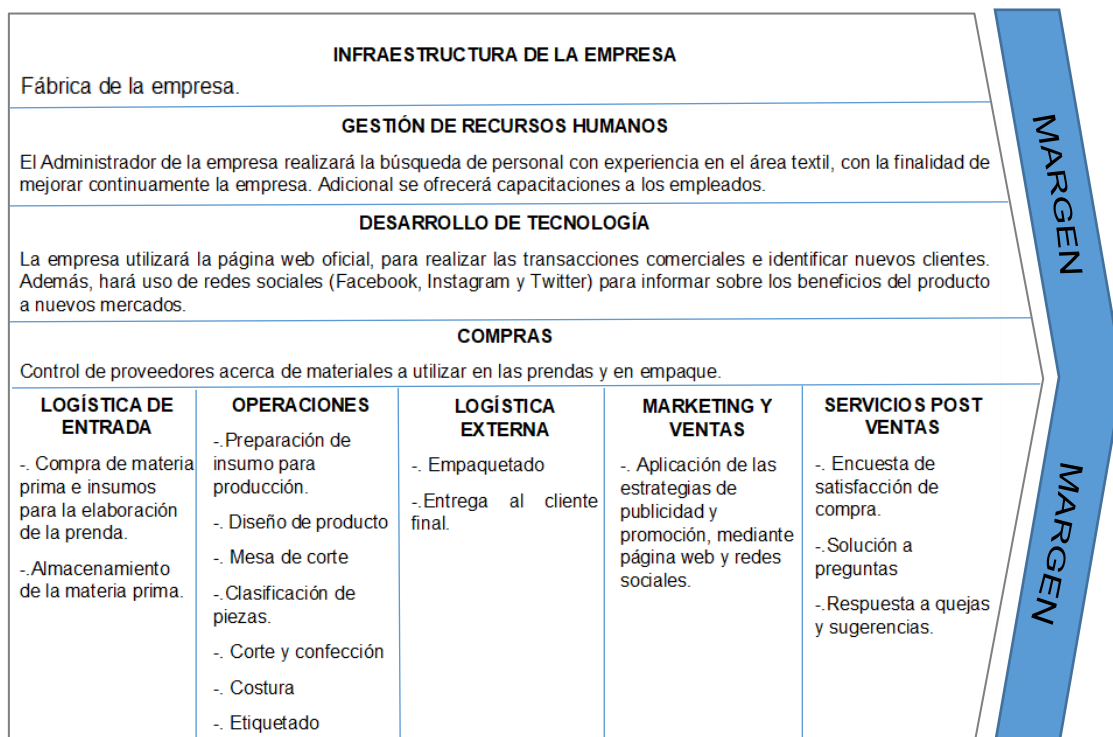 INFRAESTRUCTURA DE LA EMPRESA
Fábrica de la empresa.
GESTIÓN DE RECURSOS HUMANOS
El Administrador de la empresa realizará la búsqueda de personal con experiencia en el área textil, con la finalidad de
mejorar continuamente la empresa. Adicional se ofrecerá capacitaciones a los empleados.
DESARROLLO DE TECNOLOGÍA
La empresa utilizará la página web oficial, para realizar las transacciones comerciales e identificar nuevos clientes.
Además, hará uso de redes sociales (Facebook, Instagram y Twitter) para informar sobre los beneficios del producto
a nuevos mercados.
COMPRAS
Control de proveedores acerca de materiales a utilizar en las prendas y en empaque.
LOGÍSTICA DE
ENTRADA
-. Compra de materia
prima e insumos
para la elaboración
de la prenda.
-.Almacenamiento
de la materia prima.
OPERACIONES
-.Preparación de
insumo para
producción.
-. Diseño de producto
-. Mesa de corte
-.Clasificación de
piezas.
-. Corte y confección
-. Costura
-. Etiquetado
LOGÍSTICA
EXTERNA
-. Empaquetado
-.Entrega al cliente
final.
MARKETING Y
VENTAS
-. Aplicación de las
estrategias de
publicidad y
promoción, mediante
página web y redes
sociales.
SERVICIOS POST
VENTAS
-. Encuesta de
satisfacción de
compra.
-.Solución a
preguntas
-.Respuesta a quejas
y sugerencias.
MARGEN
MARGEN